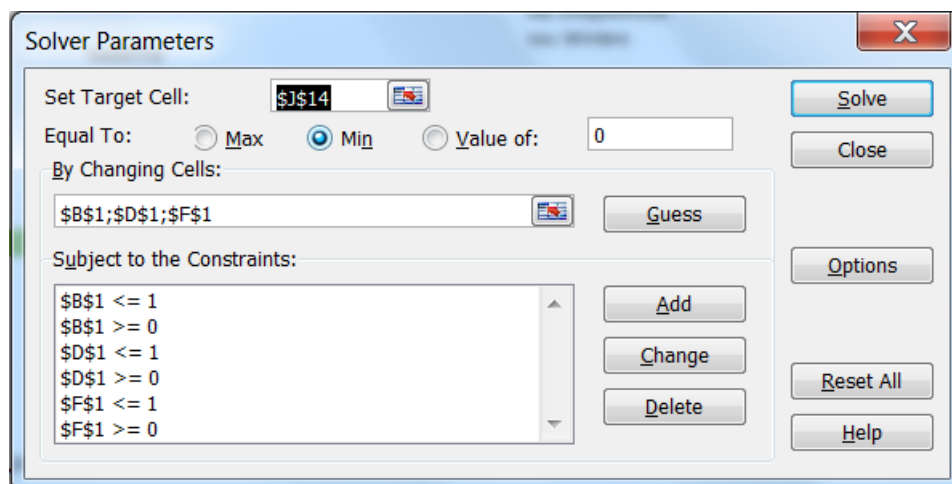 Solver Parameters
X
Set Target Cell: $J$14 Solve
Equal To: Max Min Value of: 0 Close
By Changing Cells:
$B$1;$D$1;$F$1 Guess
Subject to the Constraints: Options
$B$1 <= 1 Add
$B$1 >= 0
$D$1 <= 1 Change
$D$1 >= 0
$F$1 <= 1 Delete Reset All
$F$1 >= 0 Help